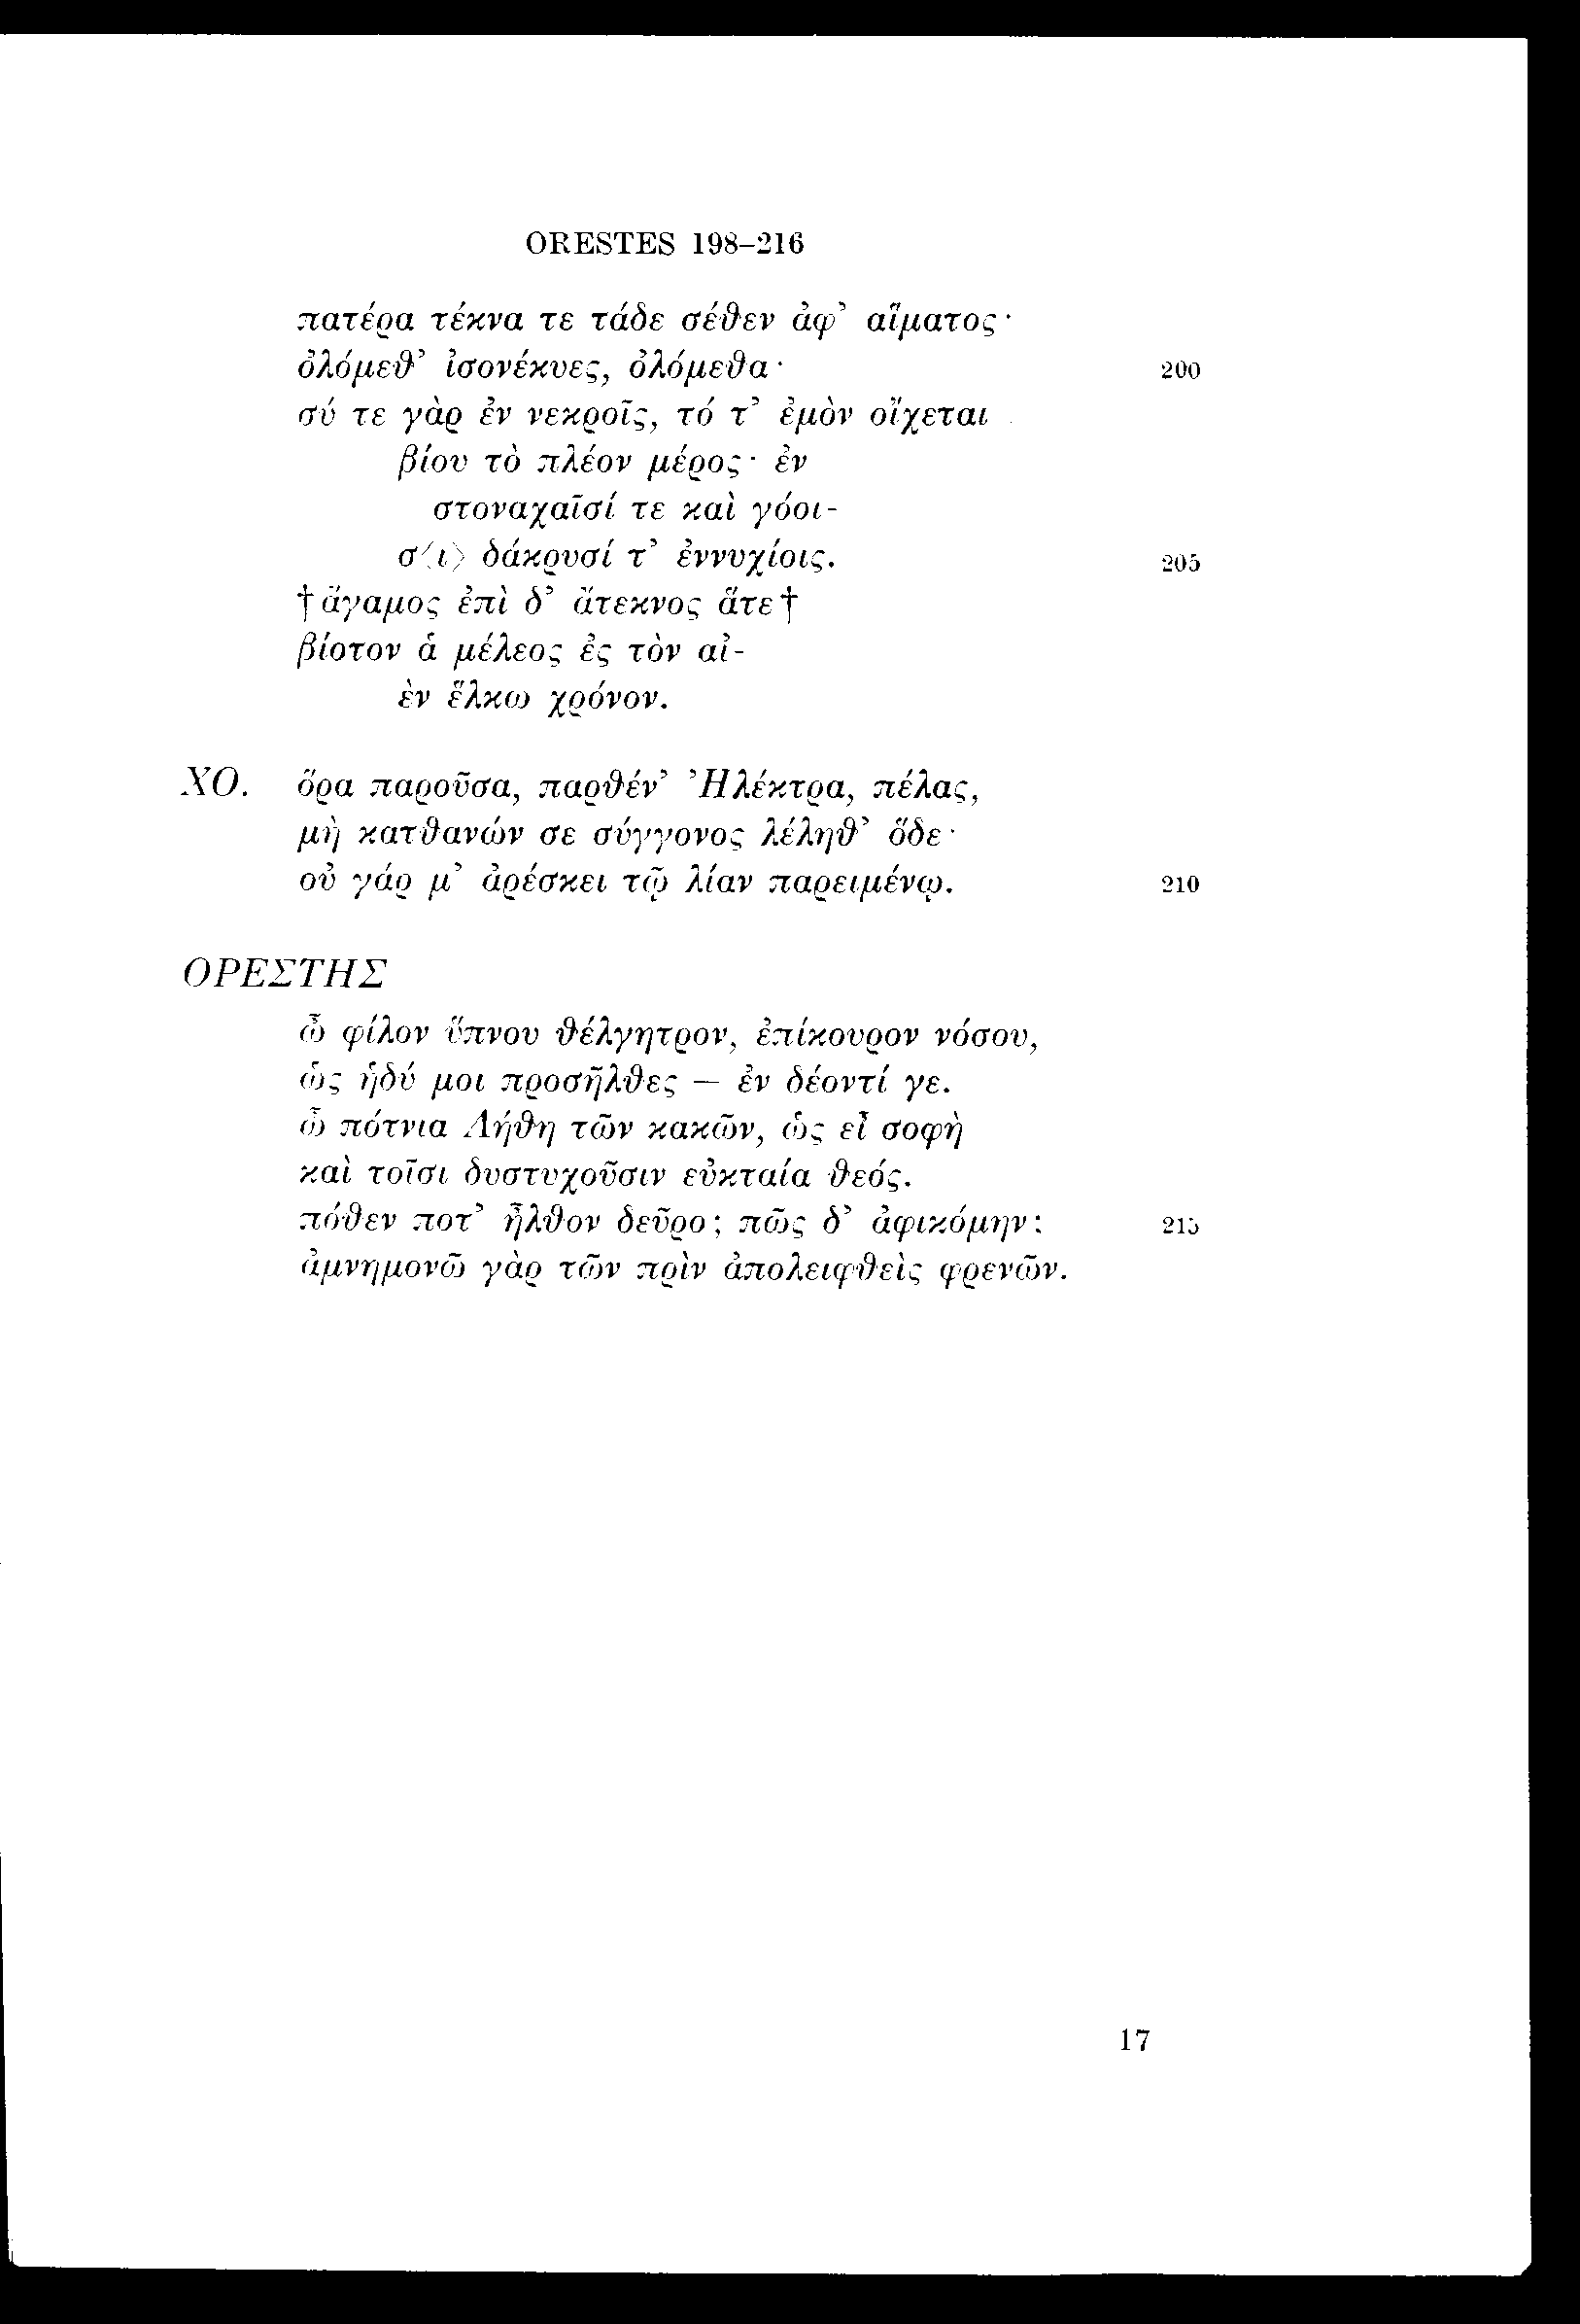 ORESTES 198–216
πατέρα τέκνα τε τάδε σέθεν ἀφ’ αἵματος·
ὀλόμεθ’ ἰσονέκυες, ὀλόμεθα· 200
σύ τε γὰρ ἐν νεκροῖς, τό τ’ ἐμὸν οἴχεται
βίου τὸ πλέον μέρος· ἐν
στοναχαῖσί τε καὶ γόοι-
σ⟨ι⟩ δάκρυσί τ’ ἐννυχίοις. 205
†ἄγαμος ἐπὶ δ’ ἄτεκνος ἅτε†
βίοτον ἁ μέλεος ἐς τὸν αἰ-
ὲν ἕλκω χρόνον.
ΧΟ. ὅρα παροῦσα, παρθέν’ Ἠλέκτρα, πέλας,
μὴ κατθανών σε σύγγονος λέληθ’ ὅδε·
οὐ γάρ μ’ ἀρέσκει τῷ λίαν παρειμένῳ. 210
ΟΡΕΣΤΗΣ
ὦ φίλον ὕπνου θέλγητρον, ἐπίκουρον νόσου,
ὡς ἡδύ μοι προσῆλθες – ἐν δέοντί γε.
ὦ πότνια Λήθη τῶν κακῶν, ὡς εἶ σοφὴ
καὶ τοῖσι δυστυχοῦσιν εὐκταία θεός.
πόθεν ποτ’ ἦλθον δεῦρο; πῶς δ’ ἀφικόμην; 215
ἀμνημονῶ γὰρ τῶν πρὶν ἀπολειφθεὶς φρενῶν.
17